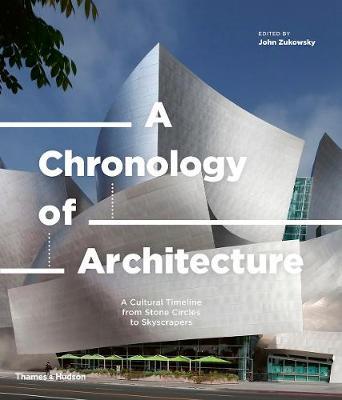 EDITED BY
John Zukowsky
A
Chronology
of
Architecture
A Cultural Timeline
from Stone Circles
to Skyscrapers
Thames & Hudson